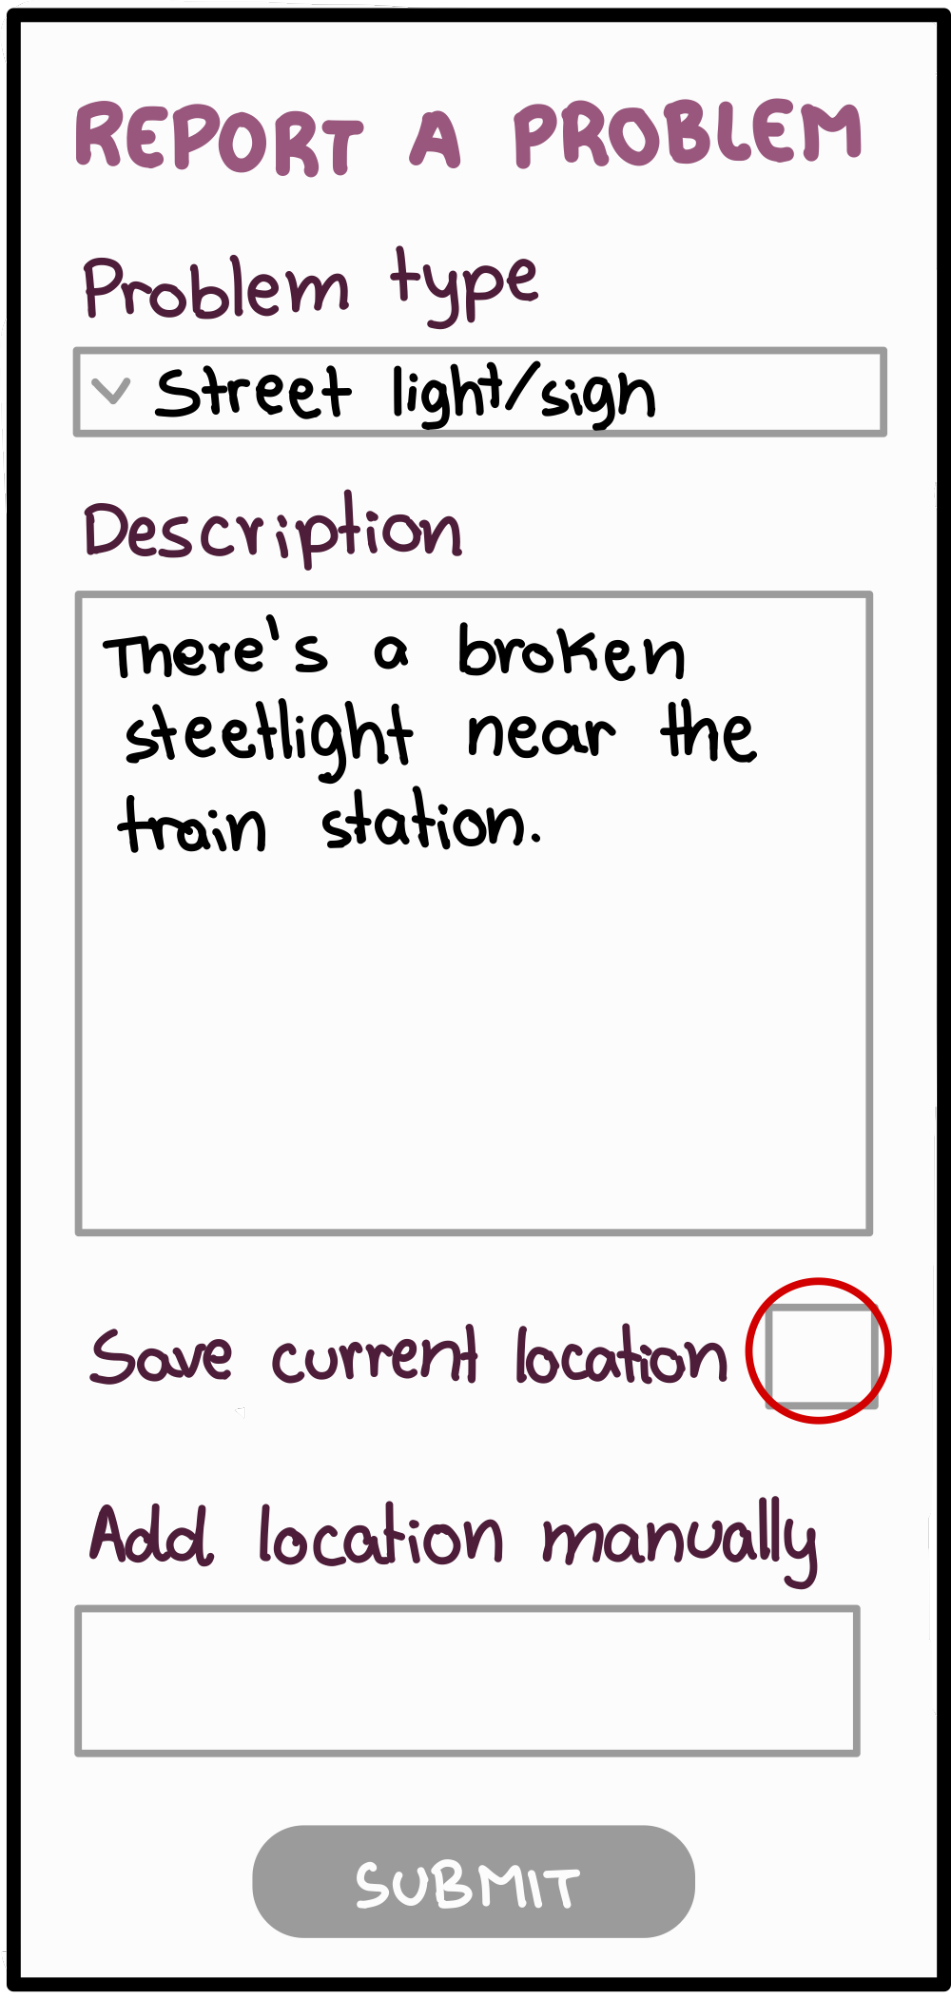 REPORT A PROBLEM
Problem type
Street light/sign
Description
There's a broken
steetlight near the
train station.
Save current location
Add location manually
SUBMIT